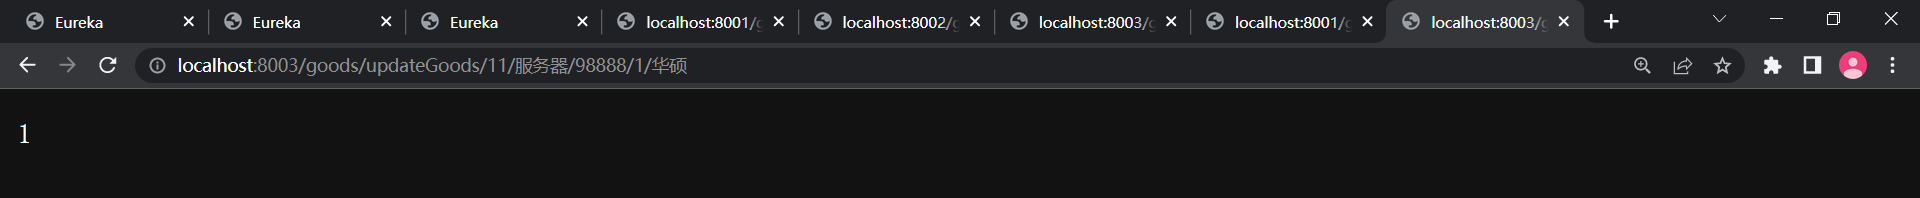 Eureka
Eureka
Eureka
localhost:8001/g
localhost:8002/g
localhost:8003/g
localhost:8001/g
localhost:8003/g
localhost:8003/goods/updateGoods/11/服务器/98888/1/华硕
1